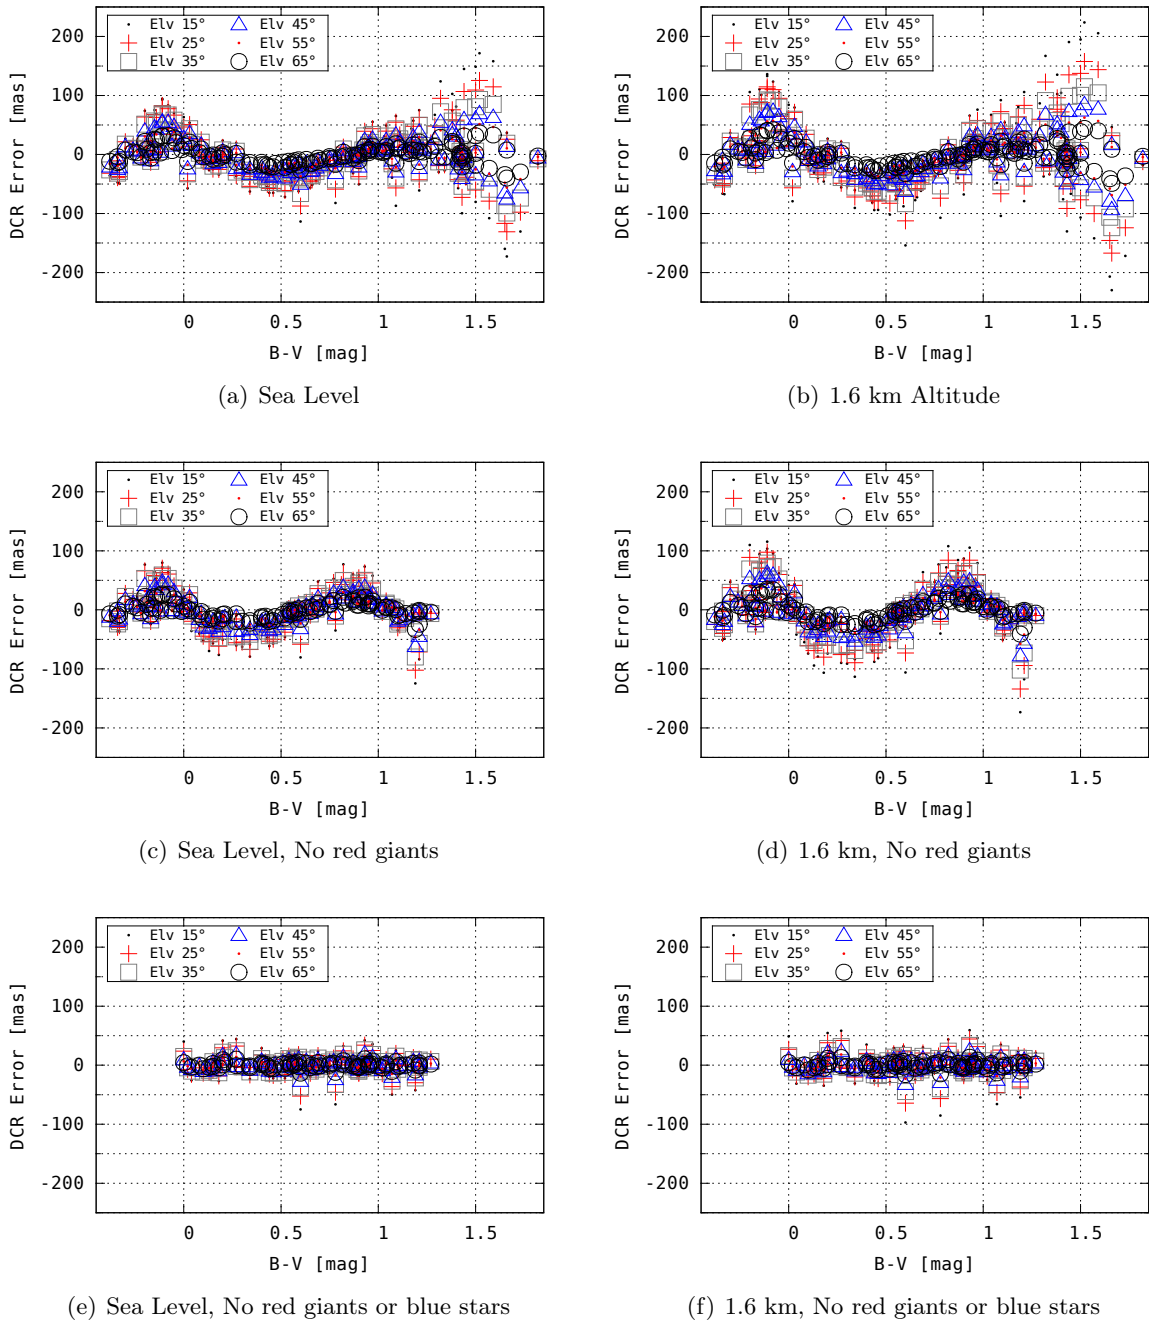 200
100
0
-100
-200
DCR Error [mas]
Elv 15° Elv 45°
Elv 25° Elv 55°
Elv 35° Elv 65°
0 0.5 1 1.5
B-V [mag]
(a) Sea Level
200
100
0
-100
-200
DCR Error [mas]
Elv 15° Elv 45°
Elv 25° Elv 55°
Elv 35° Elv 65°
0 0.5 1 1.5
B-V [mag]
(b) 1.6 km Altitude
200
100
0
-100
-200
DCR Error [mas]
Elv 15° Elv 45°
Elv 25° Elv 55°
Elv 35° Elv 65°
0 0.5 1 1.5
B-V [mag]
(c) Sea Level, No red giants
200
100
0
-100
-200
DCR Error [mas]
Elv 15° Elv 45°
Elv 25° Elv 55°
Elv 35° Elv 65°
0 0.5 1 1.5
B-V [mag]
(d) 1.6 km, No red giants
200
100
0
-100
-200
DCR Error [mas]
Elv 15° Elv 45°
Elv 25° Elv 55°
Elv 35° Elv 65°
0 0.5 1 1.5
B-V [mag]
(e) Sea Level, No red giants or blue stars
200
100
0
-100
-200
DCR Error [mas]
Elv 15° Elv 45°
Elv 25° Elv 55°
Elv 35° Elv 65°
0 0.5 1 1.5
B-V [mag]
(f) 1.6 km, No red giants or blue stars